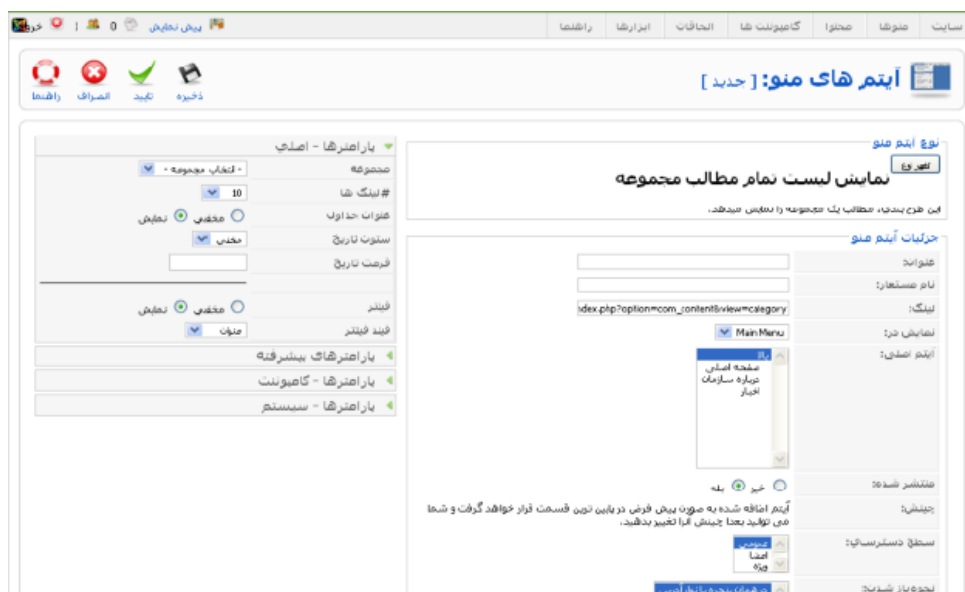 سایت منوها محتوا کامپوننت ها الحاقات ابزارها راهنما
پیش نمایش 0 1 خروج
آیتم های منو: [ جدید ]
ذخیره تایید انصراف راهنما
نوع آیتم منو
تغییر نوع
نمایش لیست تمام مطالب مجموعه
این طرح بندی، مطالب یک مجموعه را نمایش میدهد.
جزئیات آیتم منو
عنوان:
نام مستعار:
لینک: index.php?option=com_content&view=category
نمایش در: Main Menu
آیتم اصلی: بالا
صفحه اصلی
درباره سازمان
اخبار
منتشر شده: خیر بله
چینش: آیتم اضافه شده به صورت پیش فرض در پایین ترین قسمت قرار خواهد گرفت و شما
می توانید بعدا چینش آنرا تغییر بدهید.
سطح دسترسی: عمومی
اعضا
ویژه
نحوه باز شدن:
پارامترها - اصلی
مجموعه - انتخاب مجموعه -
#لینک ها 10
عنوان جداول مخفی نمایش
ستون تاریخ مخفی
فرمت تاریخ
فیلتر مخفی نمایش
فیلد فیلتر عنوان
پارامترهای پیشرفته
پارامترها - کامپوننت
پارامترها - سیستم